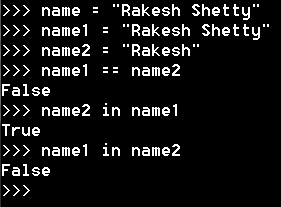 >>> name = "Rakesh Shetty"
>>> name1 = "Rakesh Shetty"
>>> name2 = "Rakesh"
>>> name1 == name2
False
>>> name2 in name1
True
>>> name1 in name2
False
>>>